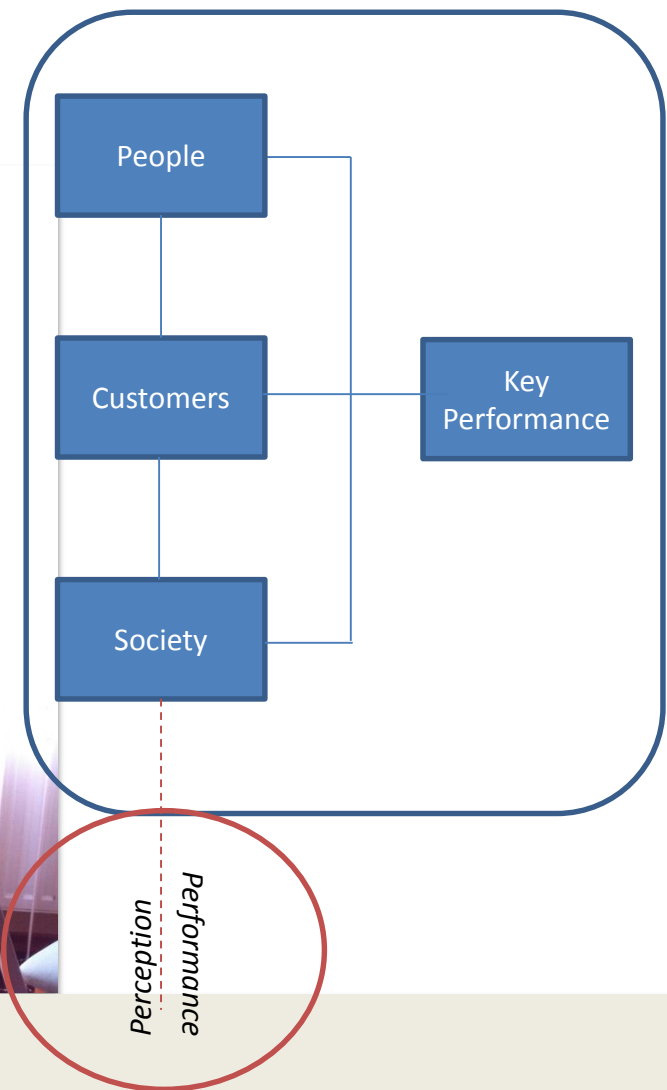 People
Customers
Key
Performance
Society
Perception
Performance